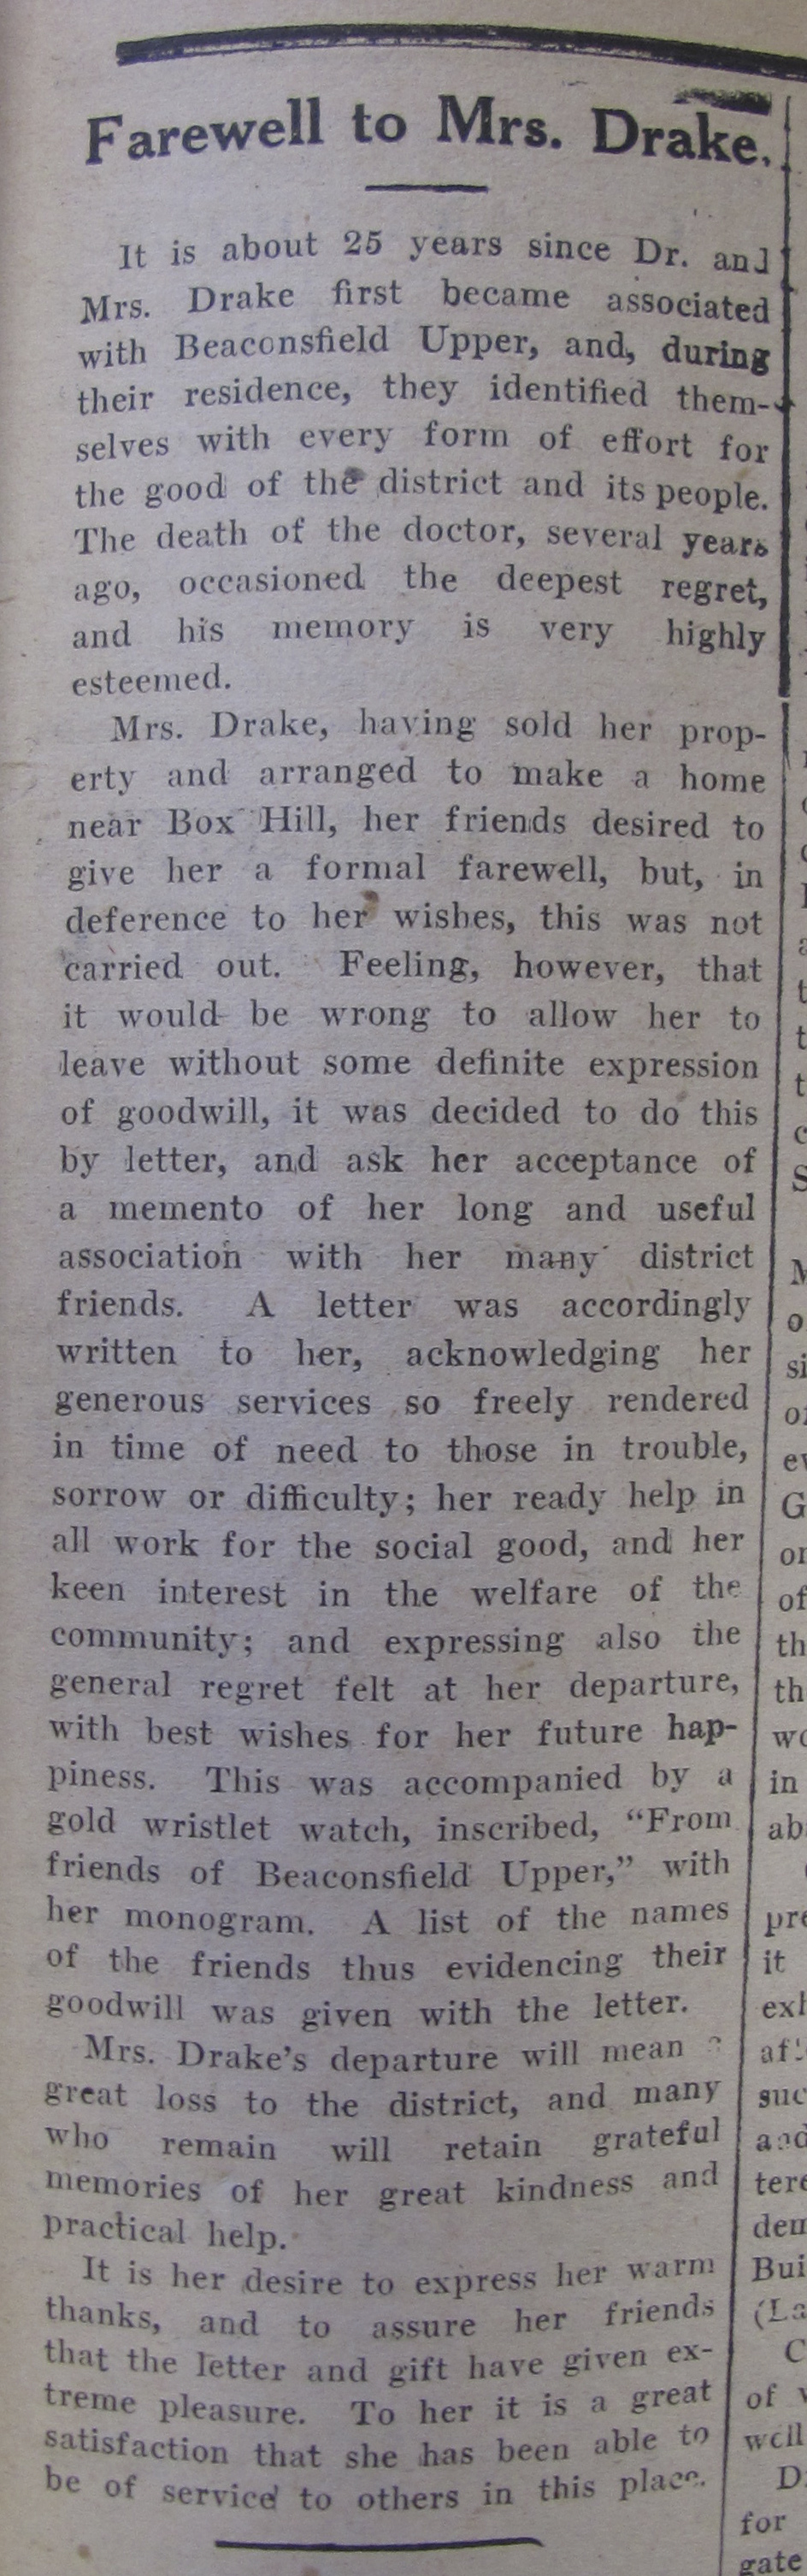 Farewell to Mrs. Drake.
It is about 25 years since Dr. and
Mrs. Drake first became associated
with Beaconsfield Upper, and, during
their residence, they identified them-
selves with every form of effort for
the good of the district and its people.
The death of the doctor, several years
ago, occasioned the deepest regret,
and his memory is very highly
esteemed.
Mrs. Drake, having sold her prop-
erty and arranged to make a home
near Box Hill, her friends desired to
give her a formal farewell, but, in
deference to her wishes, this was not
carried out. Feeling, however, that
it would be wrong to allow her to
leave without some definite expression
of goodwill, it was decided to do this
by letter, and ask her acceptance of
a memento of her long and useful
association with her many district
friends. A letter was accordingly
written to her, acknowledging her
generous services so freely rendered
in time of need to those in trouble,
sorrow or difficulty; her ready help in
all work for the social good, and her
keen interest in the welfare of the
community; and expressing also the
general regret felt at her departure,
with best wishes for her future hap-
piness. This was accompanied by a
gold wristlet watch, inscribed, “From
friends of Beaconsfield Upper,” with
her monogram. A list of the names
of the friends thus evidencing their
goodwill was given with the letter.
Mrs. Drake’s departure will mean
great loss to the district, and many
who remain will retain grateful
memories of her great kindness and
practical help.
It is her desire to express her warm
thanks, and to assure her friends
that the letter and gift have given ex-
treme pleasure. To her it is a great
satisfaction that she has been able to
be of service to others in this place.